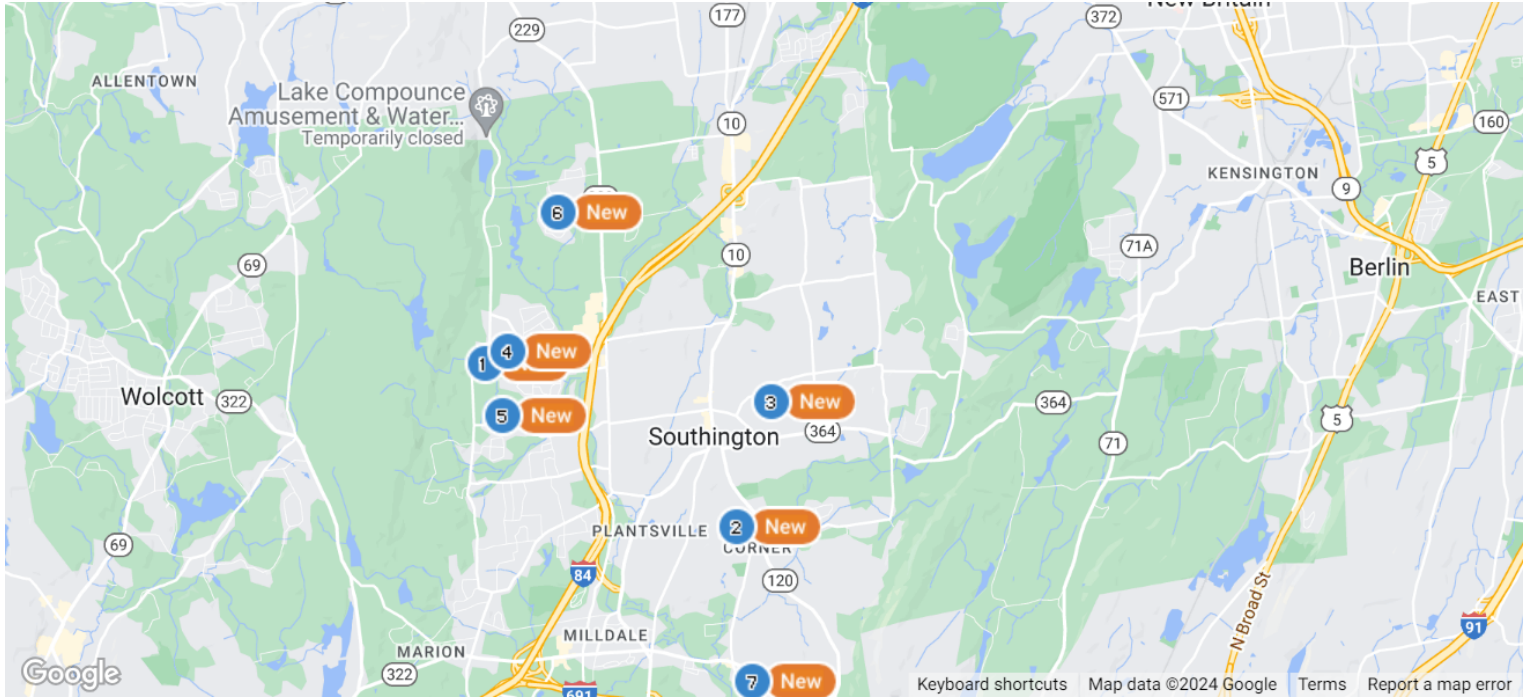 177
372
New Britain
229
ALLENTOWN
Lake Compounce
Amusement & Water...
Temporarily closed
571
10
160
5
KENSINGTON
9
6 New
71A
10
69
Berlin
EAST
4 New
1
Wolcott
322
5 New
3 New
364
364
5
Southington
71
2 New
PLANTSVILLE
CORNER
69
84
120
N Broad St
91
MILLDALE
MARION
322
7 New
691
Google
Keyboard shortcuts Map data ©2024 Google Terms Report a map error